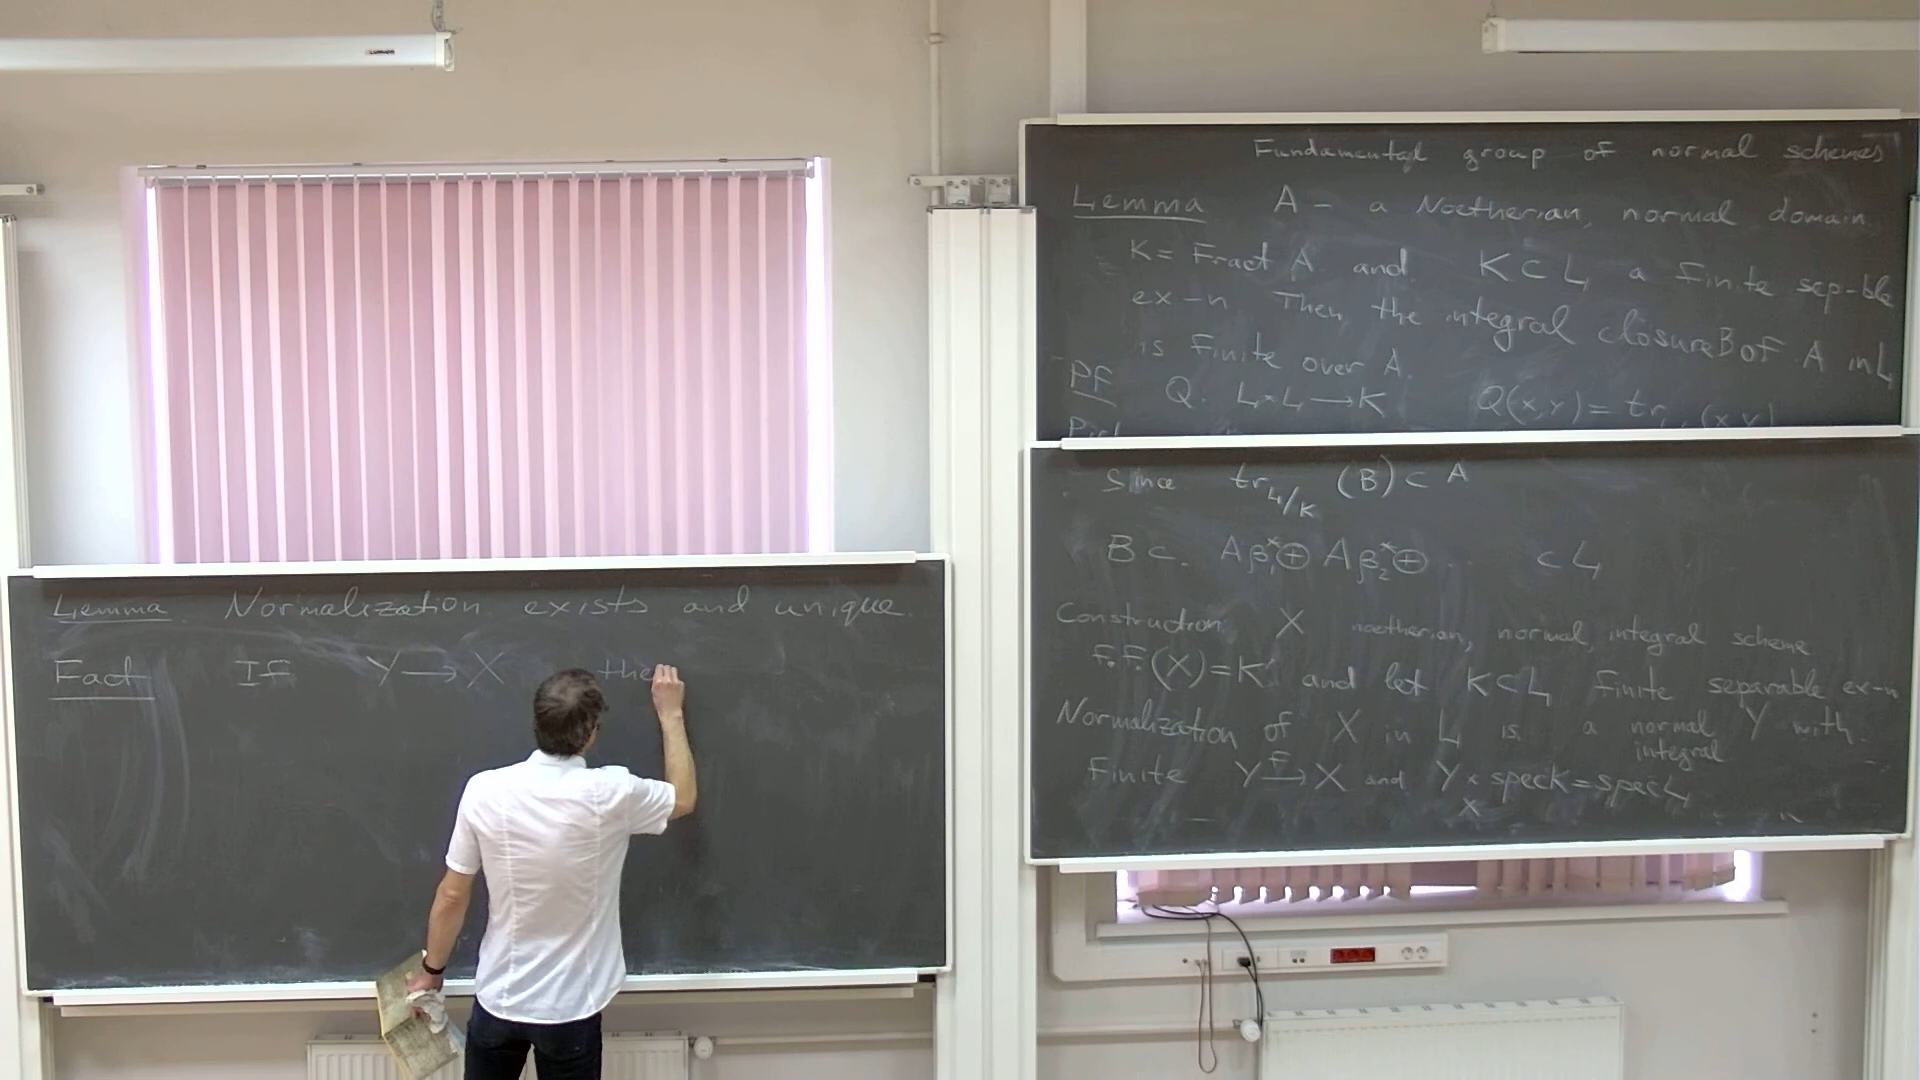 Lemma Normalization exists and unique.
Fact If Y → X the
Fundamental group of normal schemes
Lemma A – a Noetherian, normal domain
K = Fract A and K ⊂ L a finite sep-ble
ex-n Then the integral closure B of A in L
is finite over A.
PF Q: L × L → K Q(x,y) = tr (x y)
Since tr_{L/K} (B) ⊂ A
B ⊂ Aβ₁* ⊕ Aβ₂* ⊕ .. ⊂ L
Construction X noetherian, normal, integral scheme
F.F.(X) = K and let K ⊂ L finite separable ex-n
Normalization of X in L is a normal Y with
integral
Finite Y →^F X and Y ×_X spec K = spec L